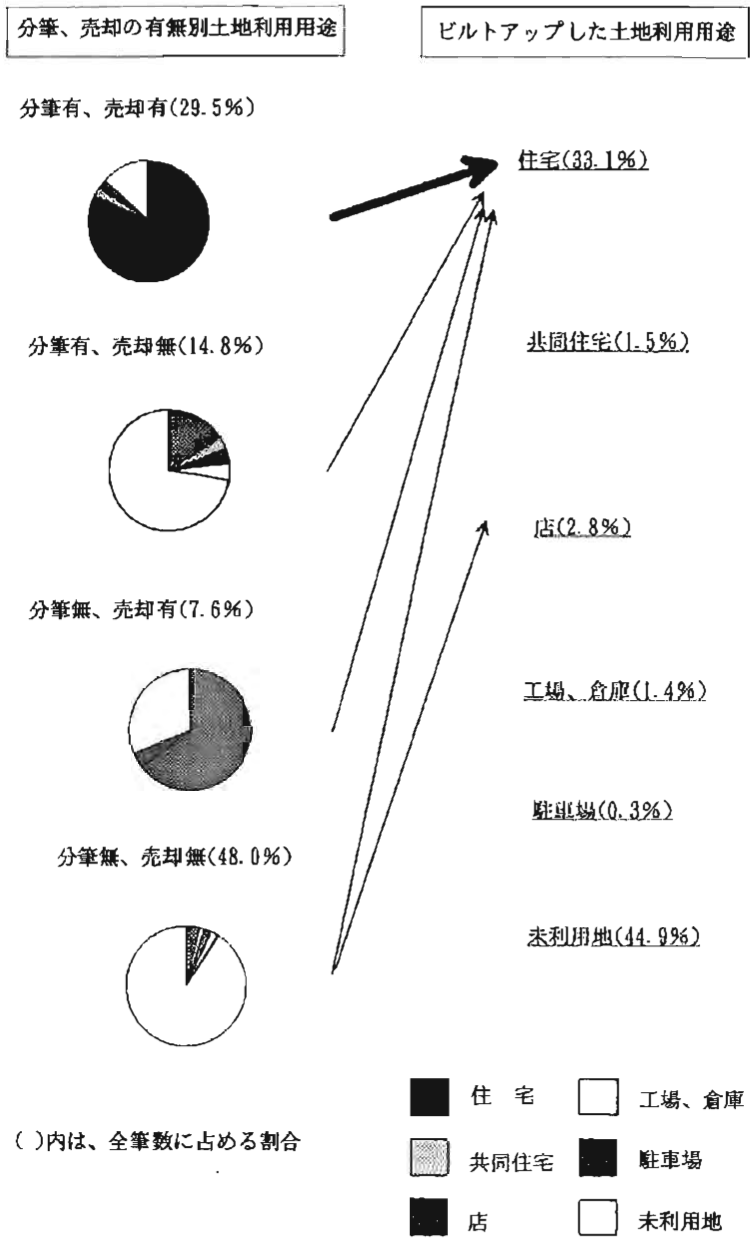 分筆、売却の有無別土地利用用途
ビルトアップした土地利用用途
分筆有、売却有(29.5%)
住宅(33.1%)
分筆有、売却無(14.8%)
共同住宅(1.5%)
店(2.8%)
分筆無、売却有(7.6%)
工場、倉庫(1.4%)
駐車場(0.3%)
分筆無、売却無(48.0%)
未利用地(44.9%)
住 宅
工場、倉庫
( )内は、全筆数に占める割合
共同住宅
駐車場
店
未利用地